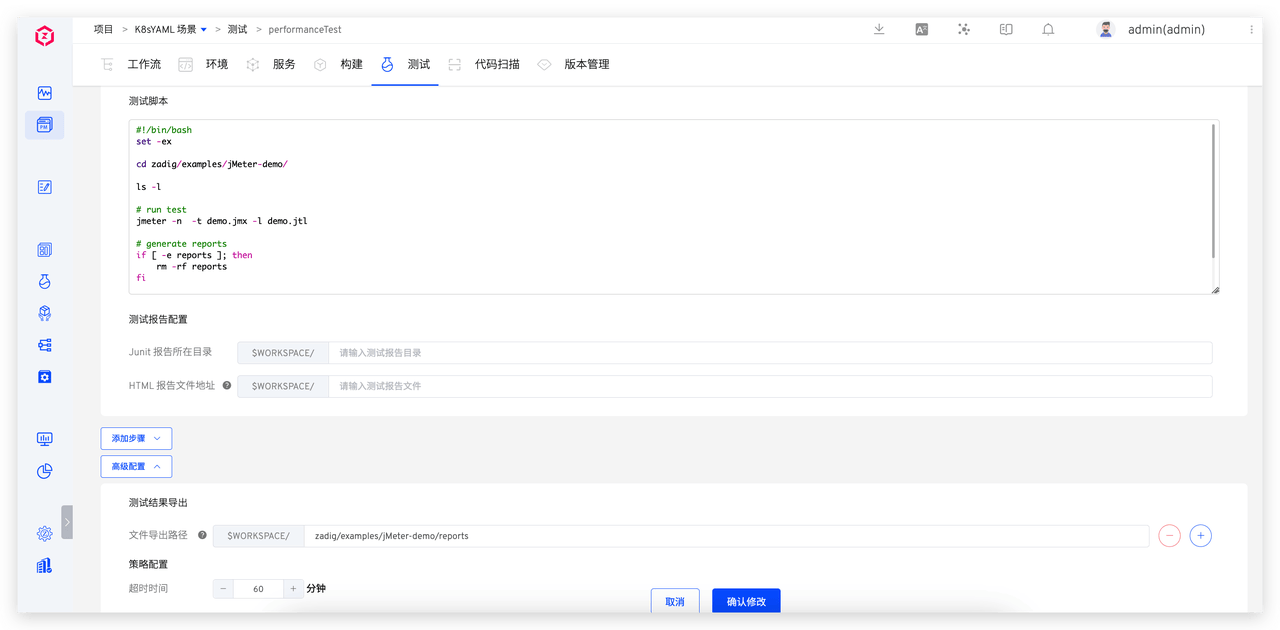 项目 > K8sYAML 场景 > 测试 > performanceTest
admin(admin)
工作流 环境 服务 构建 测试 代码扫描 版本管理
测试脚本
#!/bin/bash
set -ex
cd zadig/examples/jMeter-demo/
ls -l
# run test
jmeter -n  -t demo.jmx -l demo.jtl
# generate reports
if [ -e reports ]; then
    rm -rf reports
fi
测试报告配置
Junit 报告所在目录 $WORKSPACE/ 请输入测试报告目录
HTML 报告文件地址 ? $WORKSPACE/ 请输入测试报告文件
添加步骤
高级配置
测试结果导出
文件导出路径 ? $WORKSPACE/ zadig/examples/jMeter-demo/reports − +
策略配置
超时时间 − 60 + 分钟
取消 确认修改